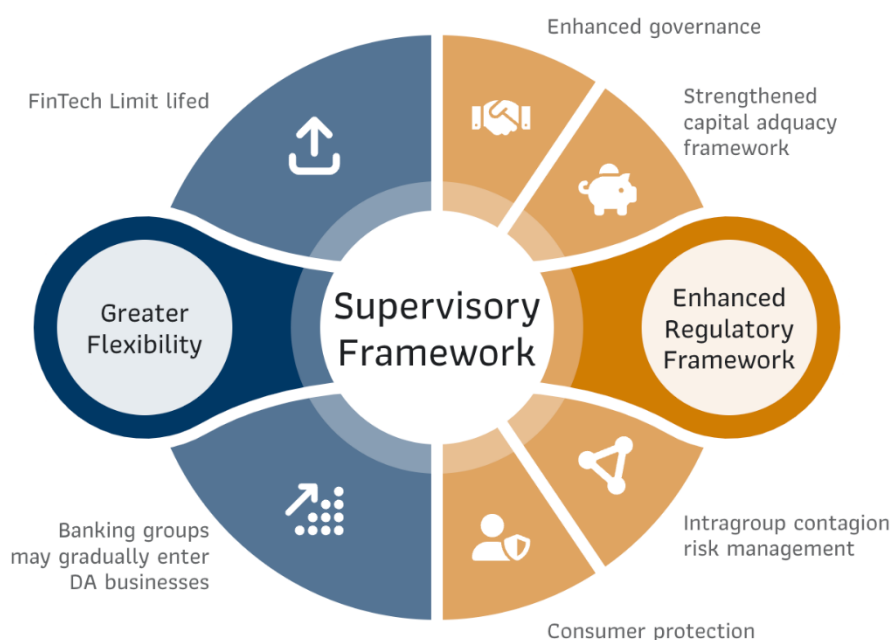 Enhanced governance
FinTech Limit lifed
Strengthened
capital adquacy
framework
Greater
Flexibility
Supervisory
Framework
Enhanced
Regulatory
Framework
Banking groups
may gradually enter
DA businesses
Intragroup contagion
risk management
Consumer protection